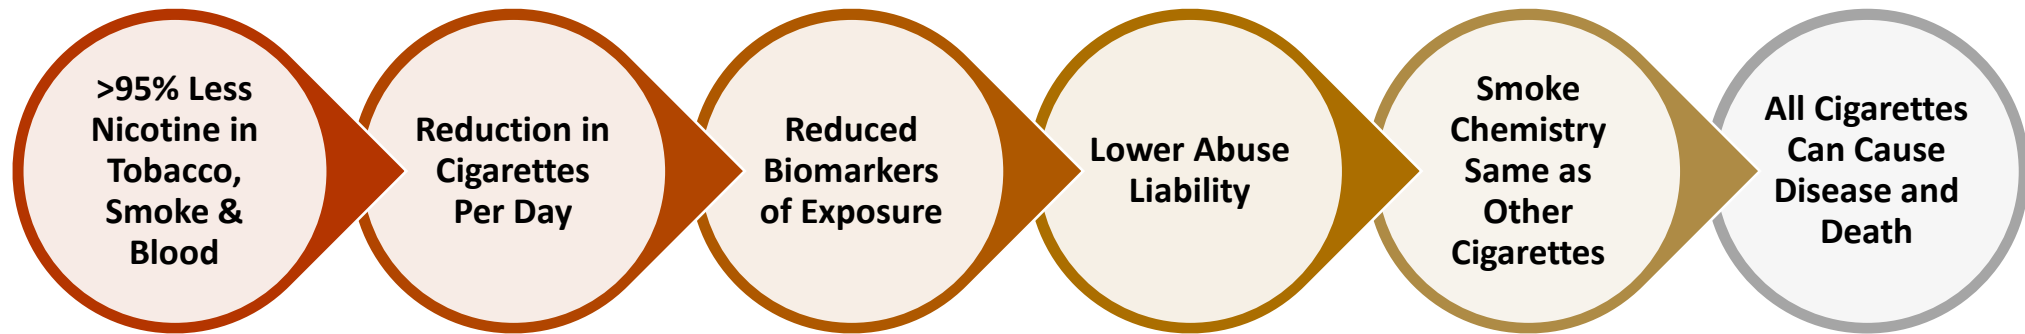 >95% Less
Nicotine in
Tobacco,
Smoke &
Blood
Reduction in
Cigarettes
Per Day
Reduced
Biomarkers
of Exposure
Lower Abuse
Liability
Smoke
Chemistry
Same as
Other
Cigarettes
All Cigarettes
Can Cause
Disease and
Death